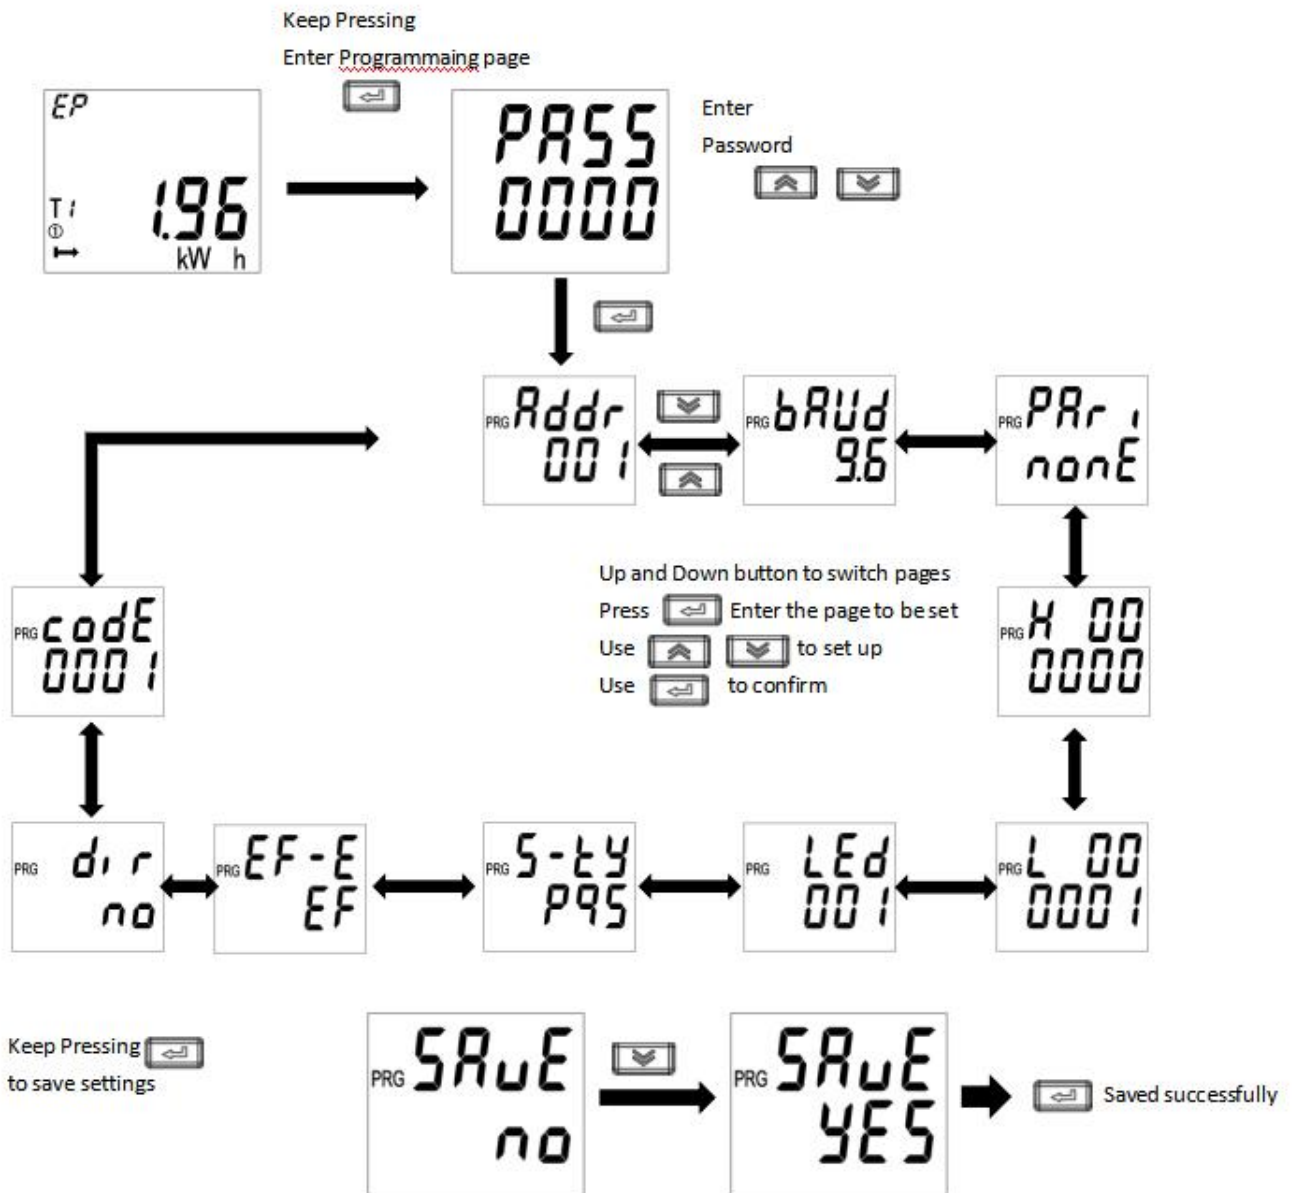 Keep Pressing
Enter Programmaing page
EP
T1
①
1.96
kW h
PASS
0000
Enter
Password
PRG Addr
001
PRG bAUd
9.6
PRG PAri
nonE
PRG codE
0001
Up and Down button to switch pages
Press Enter the page to be set
Use to set up
Use to confirm
PRG H 00
0000
PRG dir
no
PRG EF-E
EF
PRG S-tY
PqS
PRG LEd
001
PRG L 00
0001
Keep Pressing
to save settings
PRG SAvE
no
PRG SAvE
YES
Saved successfully